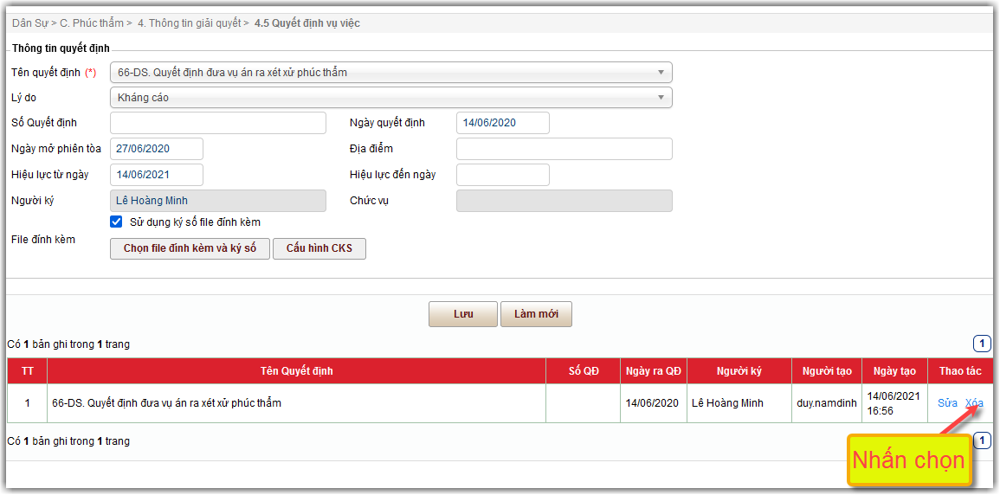 Dân Sự > C. Phúc thẩm > 4. Thông tin giải quyết > 4.5 Quyết định vụ việc
Thông tin quyết định
Tên quyết định (*) 66-DS. Quyết định đưa vụ án ra xét xử phúc thẩm
Lý do Kháng cáo
Số Quyết định Ngày quyết định 14/06/2020
Ngày mở phiên tòa 27/06/2020 Địa điểm
Hiệu lực từ ngày 14/06/2021 Hiệu lực đến ngày
Người ký Lê Hoàng Minh Chức vụ
Sử dụng ký số file đính kèm
File đính kèm
Chọn file đính kèm và ký số Cấu hình CKS
Lưu Làm mới
Có 1 bản ghi trong 1 trang 1
TT Tên Quyết định Số QĐ Ngày ra QĐ Người ký Người tạo Ngày tạo Thao tác
1 66-DS. Quyết định đưa vụ án ra xét xử phúc thẩm 14/06/2020 Lê Hoàng Minh duy.namdinh 14/06/2021 16:56 Sửa Xóa
Có 1 bản ghi trong 1 trang 1
Nhấn chọn